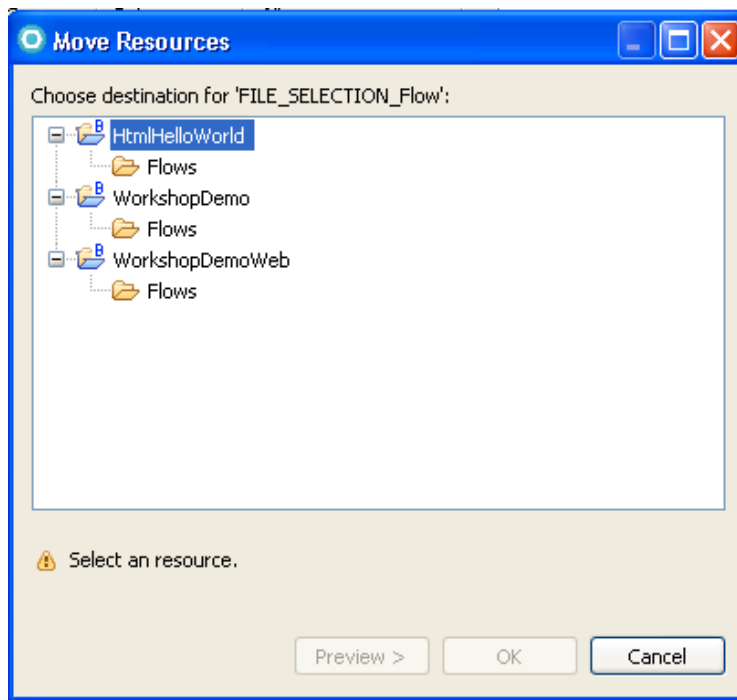 Move Resources
Choose destination for 'FILE_SELECTION_Flow':
B HtmlHelloWorld
Flows
B WorkshopDemo
Flows
B WorkshopDemoWeb
Flows
Select an resource.
Preview > OK Cancel